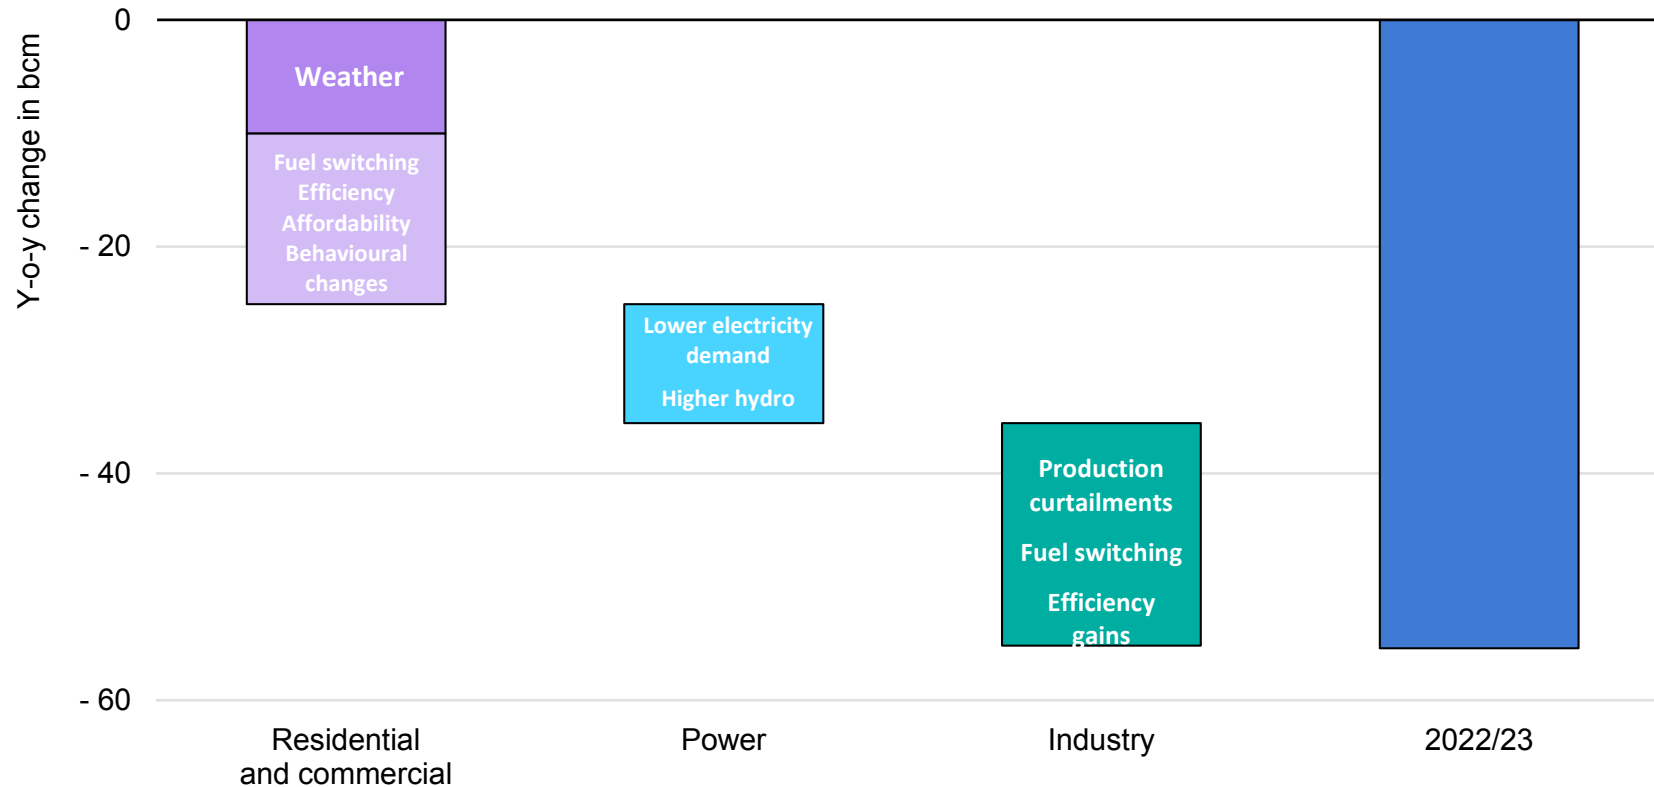 Y-o-y change in bcm
0
- 20
- 40
- 60
Weather
Fuel switching
Efficiency
Affordability
Behavioural
changes
Lower electricity
demand
Higher hydro
Production
curtailments
Fuel switching
Efficiency
gains
Residential
and commercial
Power
Industry
2022/23